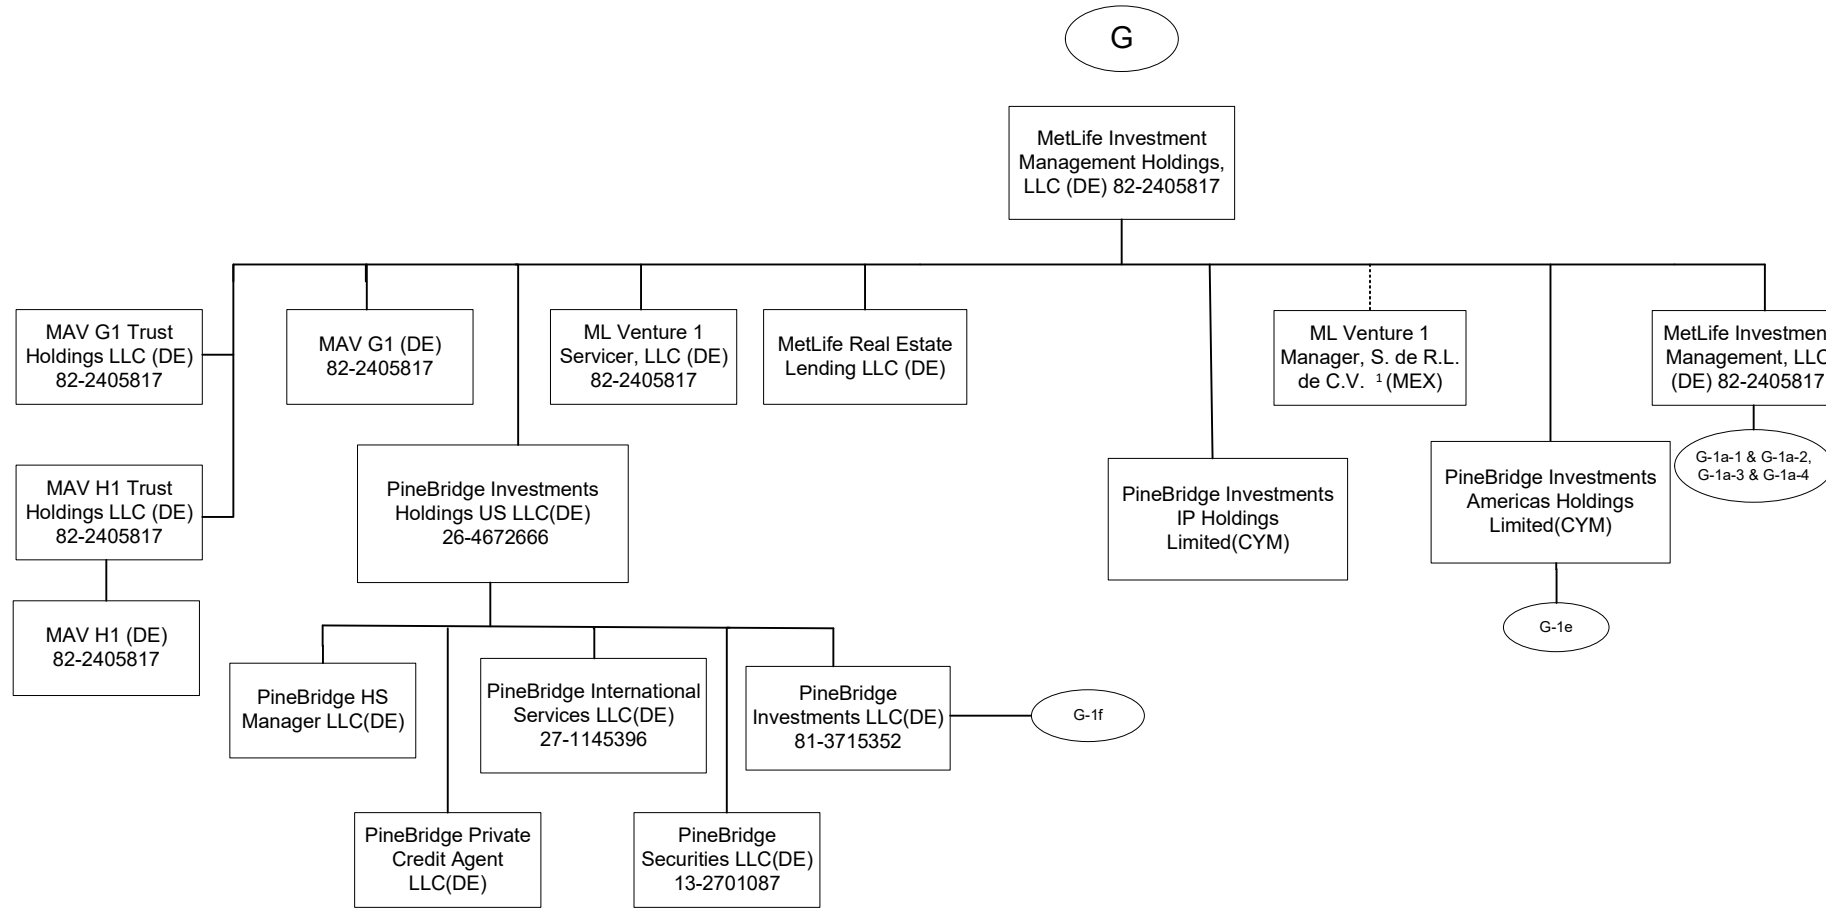 G
MetLife Investment
Management Holdings,
LLC (DE) 82-2405817
MAV G1 Trust
Holdings LLC (DE)
82-2405817
MAV G1 (DE)
82-2405817
ML Venture 1
Servicer, LLC (DE)
82-2405817
MetLife Real Estate
Lending LLC (DE)
ML Venture 1
Manager, S. de R.L.
de C.V. ¹ (MEX)
MetLife Investmen
Management, LLC
(DE) 82-2405817
G-1a-1 & G-1a-2,
G-1a-3 & G-1a-4
MAV H1 Trust
Holdings LLC (DE)
82-2405817
PineBridge Investments
Holdings US LLC(DE)
26-4672666
PineBridge Investments
IP Holdings
Limited(CYM)
PineBridge Investments
Americas Holdings
Limited(CYM)
G-1e
MAV H1 (DE)
82-2405817
PineBridge HS
Manager LLC(DE)
PineBridge International
Services LLC(DE)
27-1145396
PineBridge
Investments LLC(DE)
81-3715352
G-1f
PineBridge Private
Credit Agent
LLC(DE)
PineBridge
Securities LLC(DE)
13-2701087